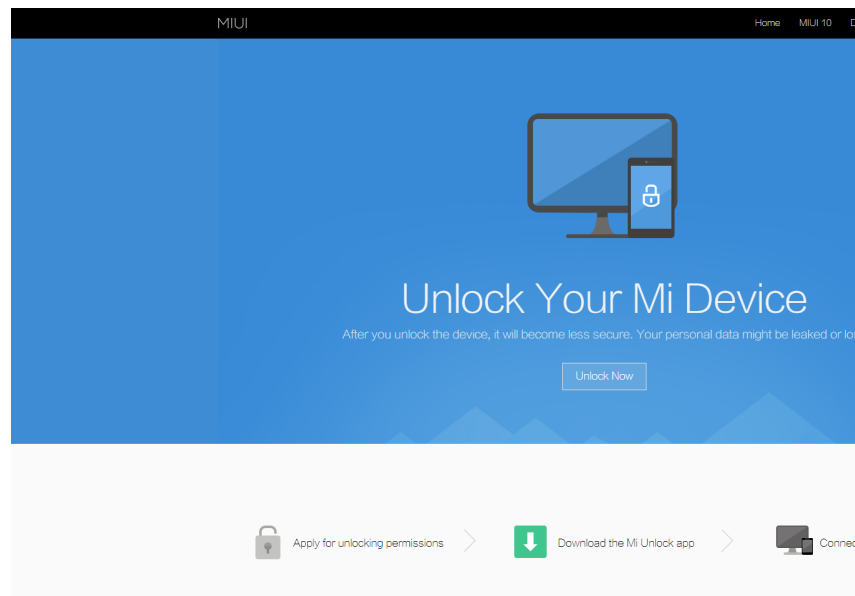 MIUI Home MIUI 10
Unlock Your Mi Device
After you unlock the device, it will become less secure. Your personal data might be leaked or
Unlock Now
Apply for unlocking permissions Download the Mi Unlock app